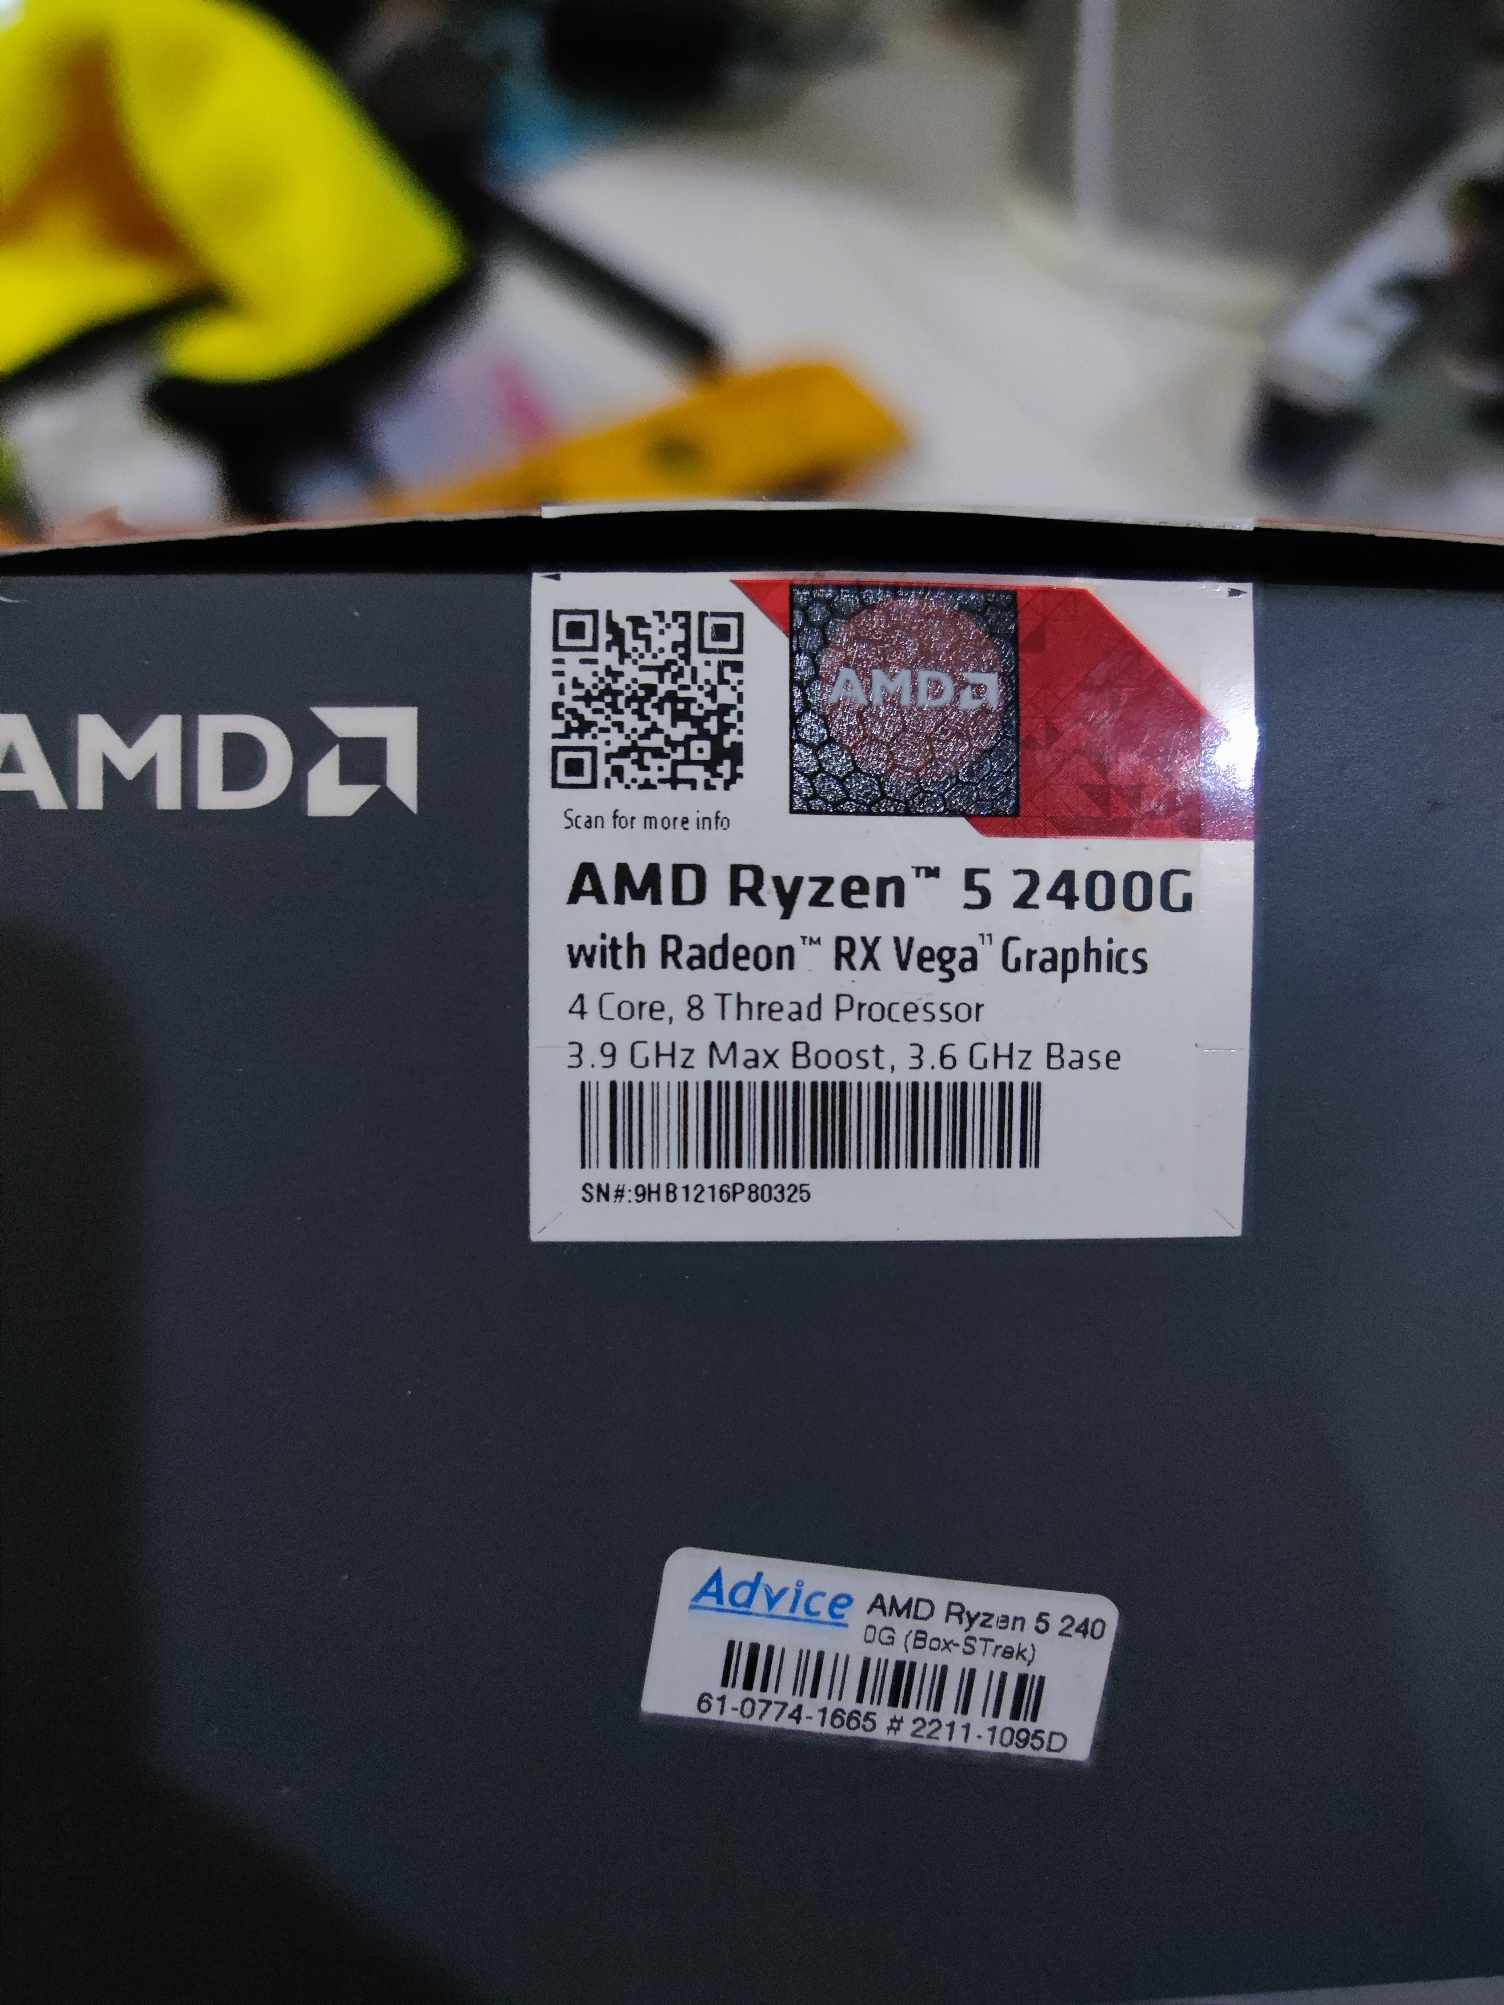 AMD
AMD
Scan for more info
AMD Ryzen™ 5 2400G
with Radeon™ RX Vega¹¹ Graphics
4 Core, 8 Thread Processor
3.9 GHz Max Boost, 3.6 GHz Base
SN#:9HB1216P80325
Advice AMD Ryzen 5 240
0G (Box-STrek)
61-0774-1665 # 2211-1095D